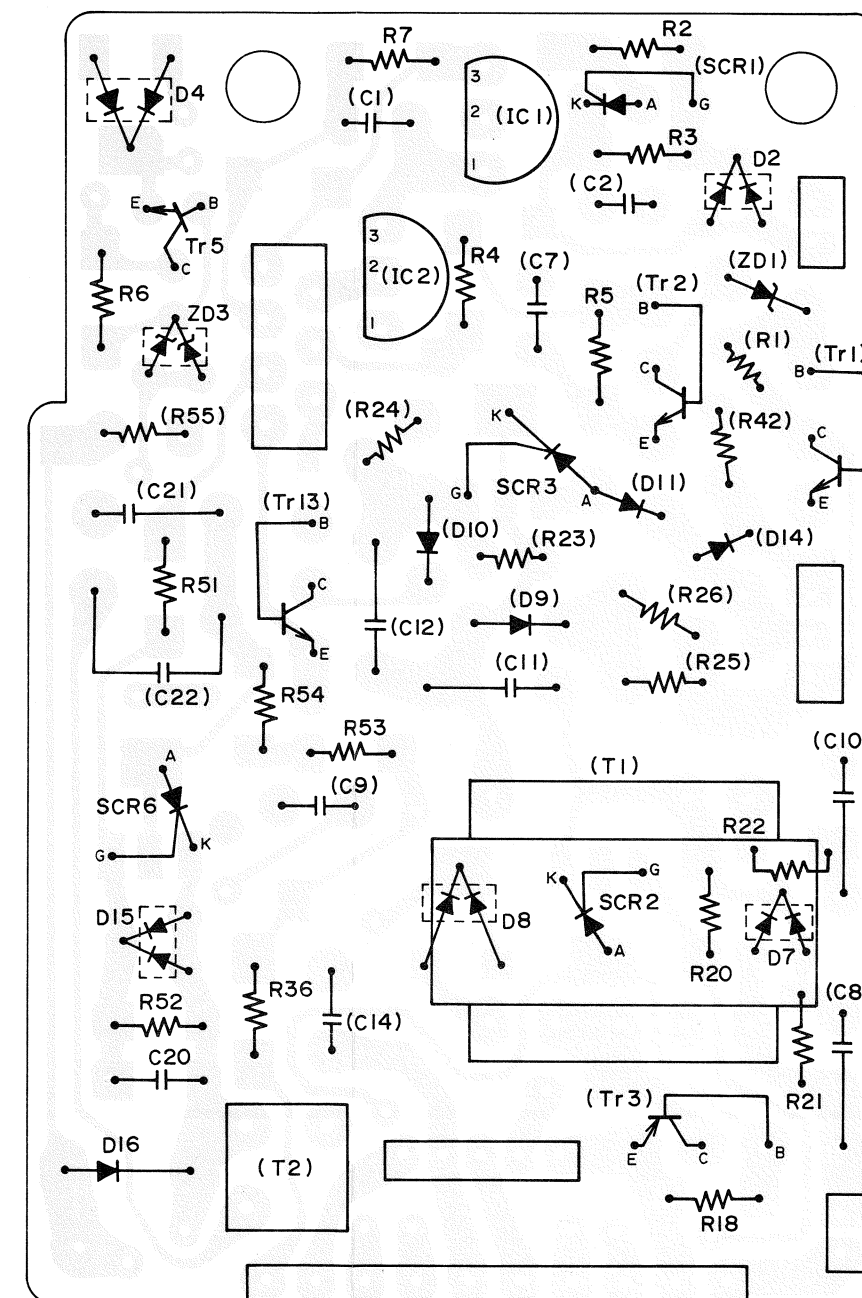 R2
R7
(SCR1)
3
D4
(C1)
K
A
G
2
(IC1)
R3
1
D2
(C2)
E
B
3
Tr5
R4
(C7)
(ZD1)
C
2
(IC2)
(Tr2)
R6
R5
B
ZD3
1
(R1)
(Tr1)
C
B
(R24)
K
(R55)
(R42)
C
E
(C21)
(Tr13)
SCR3
(D11)
G
A
E
B
(D10)
(R23)
(D14)
R51
C
(D9)
(R26)
(C12)
E
(C11)
(R25)
(C22)
R54
R53
(C10
A
(T1)
(C9)
SCR6
R22
K
G
K
G
SCR2
D15
D8
A
D7
R20
R36
(C8
R52
(C14)
C20
R21
(Tr3)
D16
E
C
B
(T2)
R18